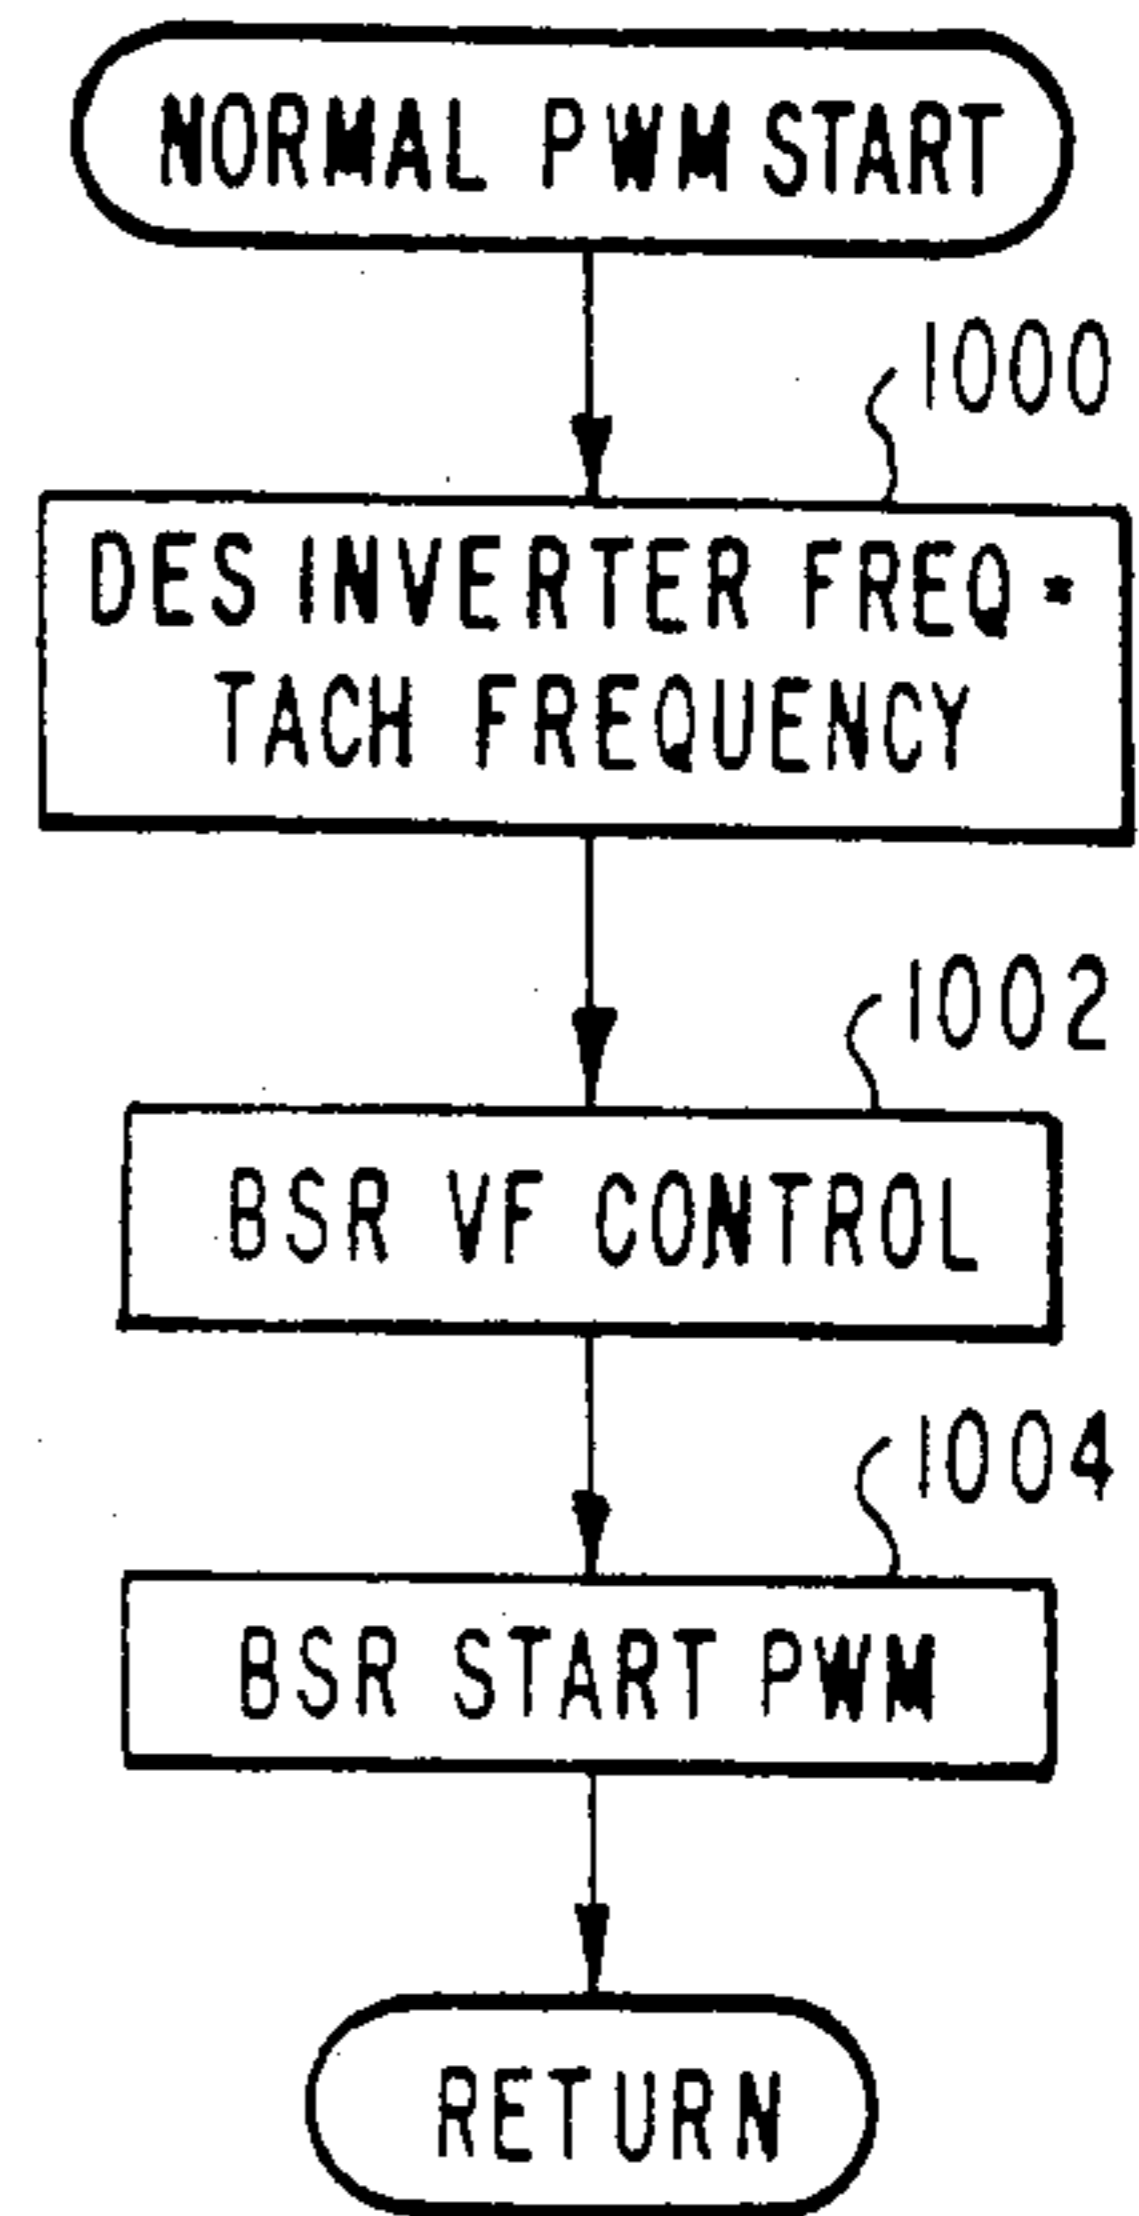 NORMAL PWM START
1000
DES INVERTER FREQ =
TACH FREQUENCY
1002
BSR VF CONTROL
1004
BSR START PWM
RETURN